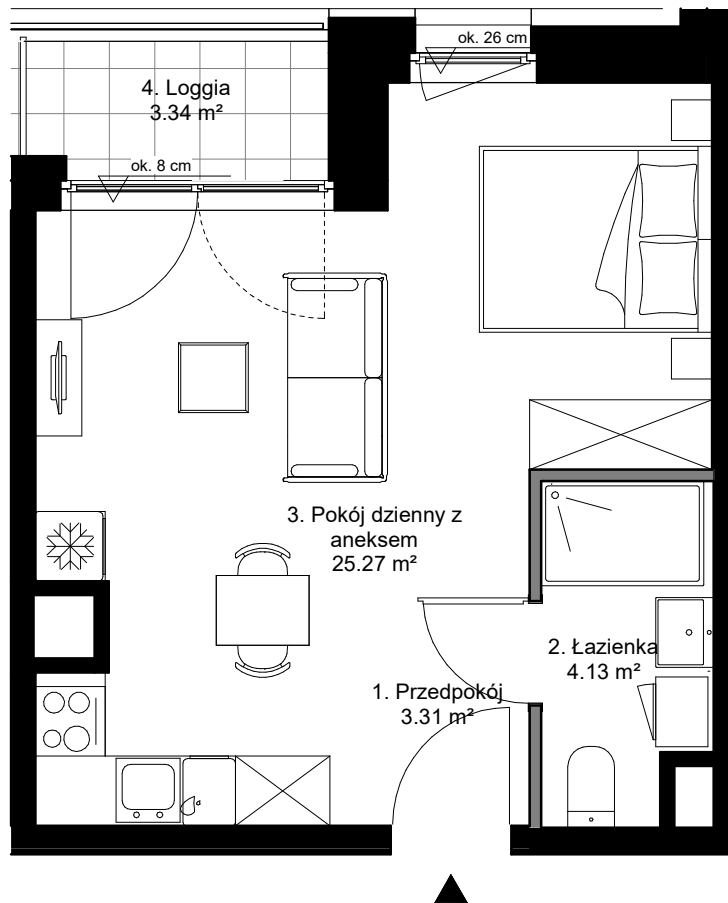 ok. 26 cm
4. Loggia
3.34 m²
ok. 8 cm
3. Pokój dzienny z
aneksem
25.27 m²
2. Łazienka
4.13 m²
1. Przedpokój
3.31 m²